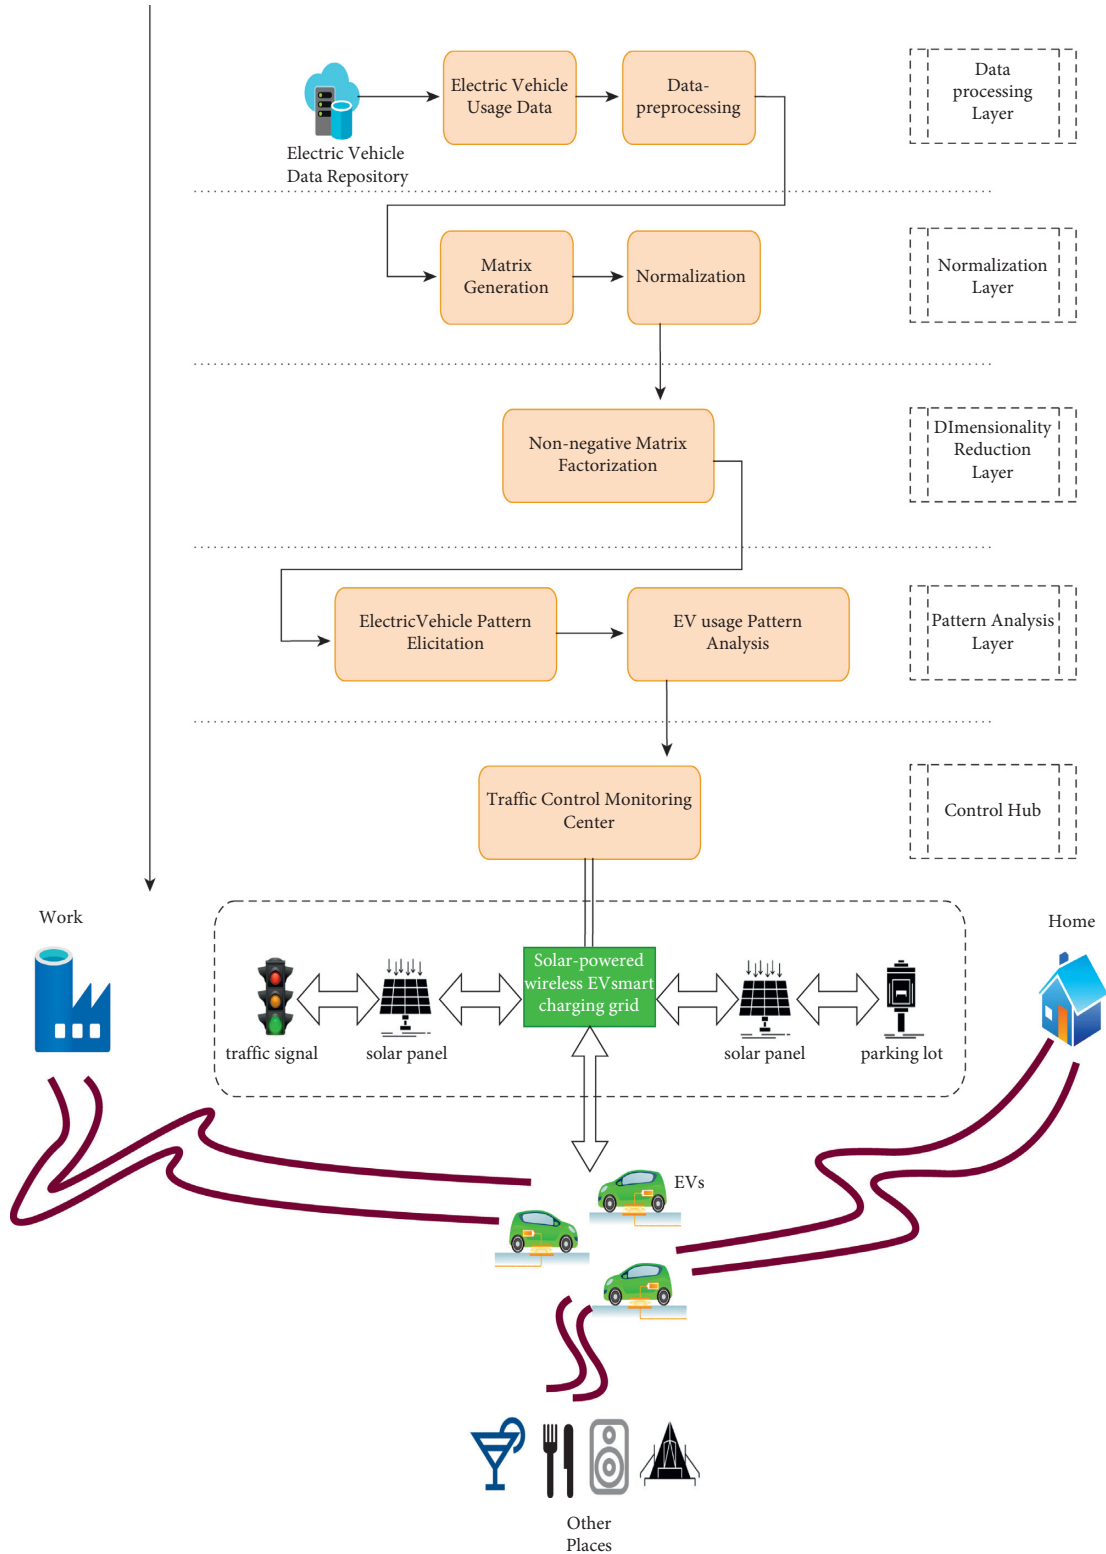 Electric Vehicle
Usage Data
Data-
preprocessing
Data
processing
Layer
Electric Vehicle
Data Repository
Matrix
Generation
Normalization
Normalization
Layer
Non-negative Matrix
Factorization
DImensionality
Reduction
Layer
ElectricVehicle Pattern
Elicitation
EV usage Pattern
Analysis
Pattern Analysis
Layer
Traffic Control Monitoring
Center
Control Hub
Work
Home
Solar-powered
wireless EVsmart
charging grid
traffic signal
solar panel
solar panel
parking lot
EVs
Other
Places